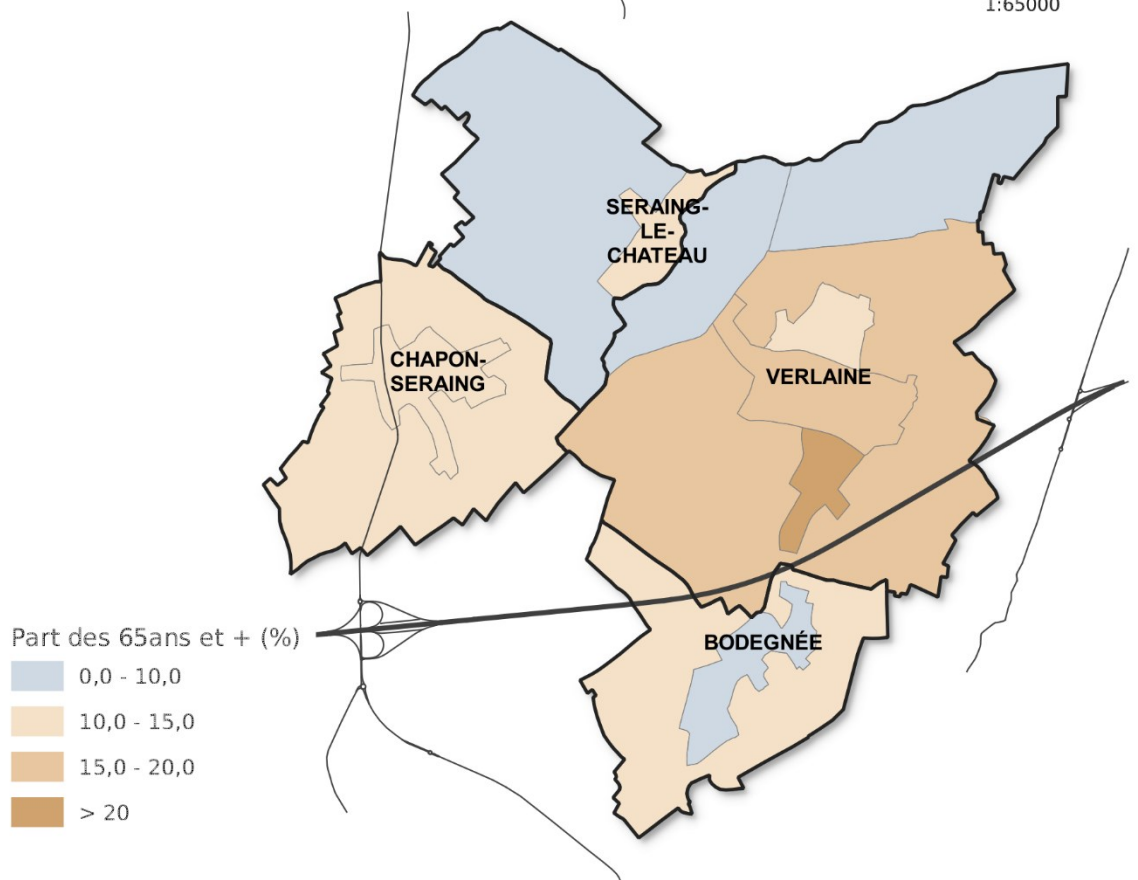 1:65000
SERAING-
LE-
CHATEAU
CHAPON-
SERAING
VERLAINE
BODEGNÉE
Part des 65ans et + (%)
0,0 - 10,0
10,0 - 15,0
15,0 - 20,0
> 20